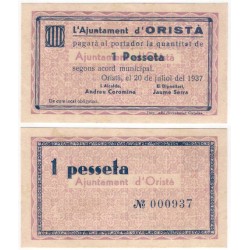 L'Ajuntament d'ORISTÀ
pagarà al portador la quantitat de
1 Pesseta
segons acord municipal.
Oristà, el 20 de juliol del 1937
L'Alcalde, El Dipositari,
Andreu Coromina Jaume Serra
1 pesseta
Ajuntament d'Oristà
Nº 000937